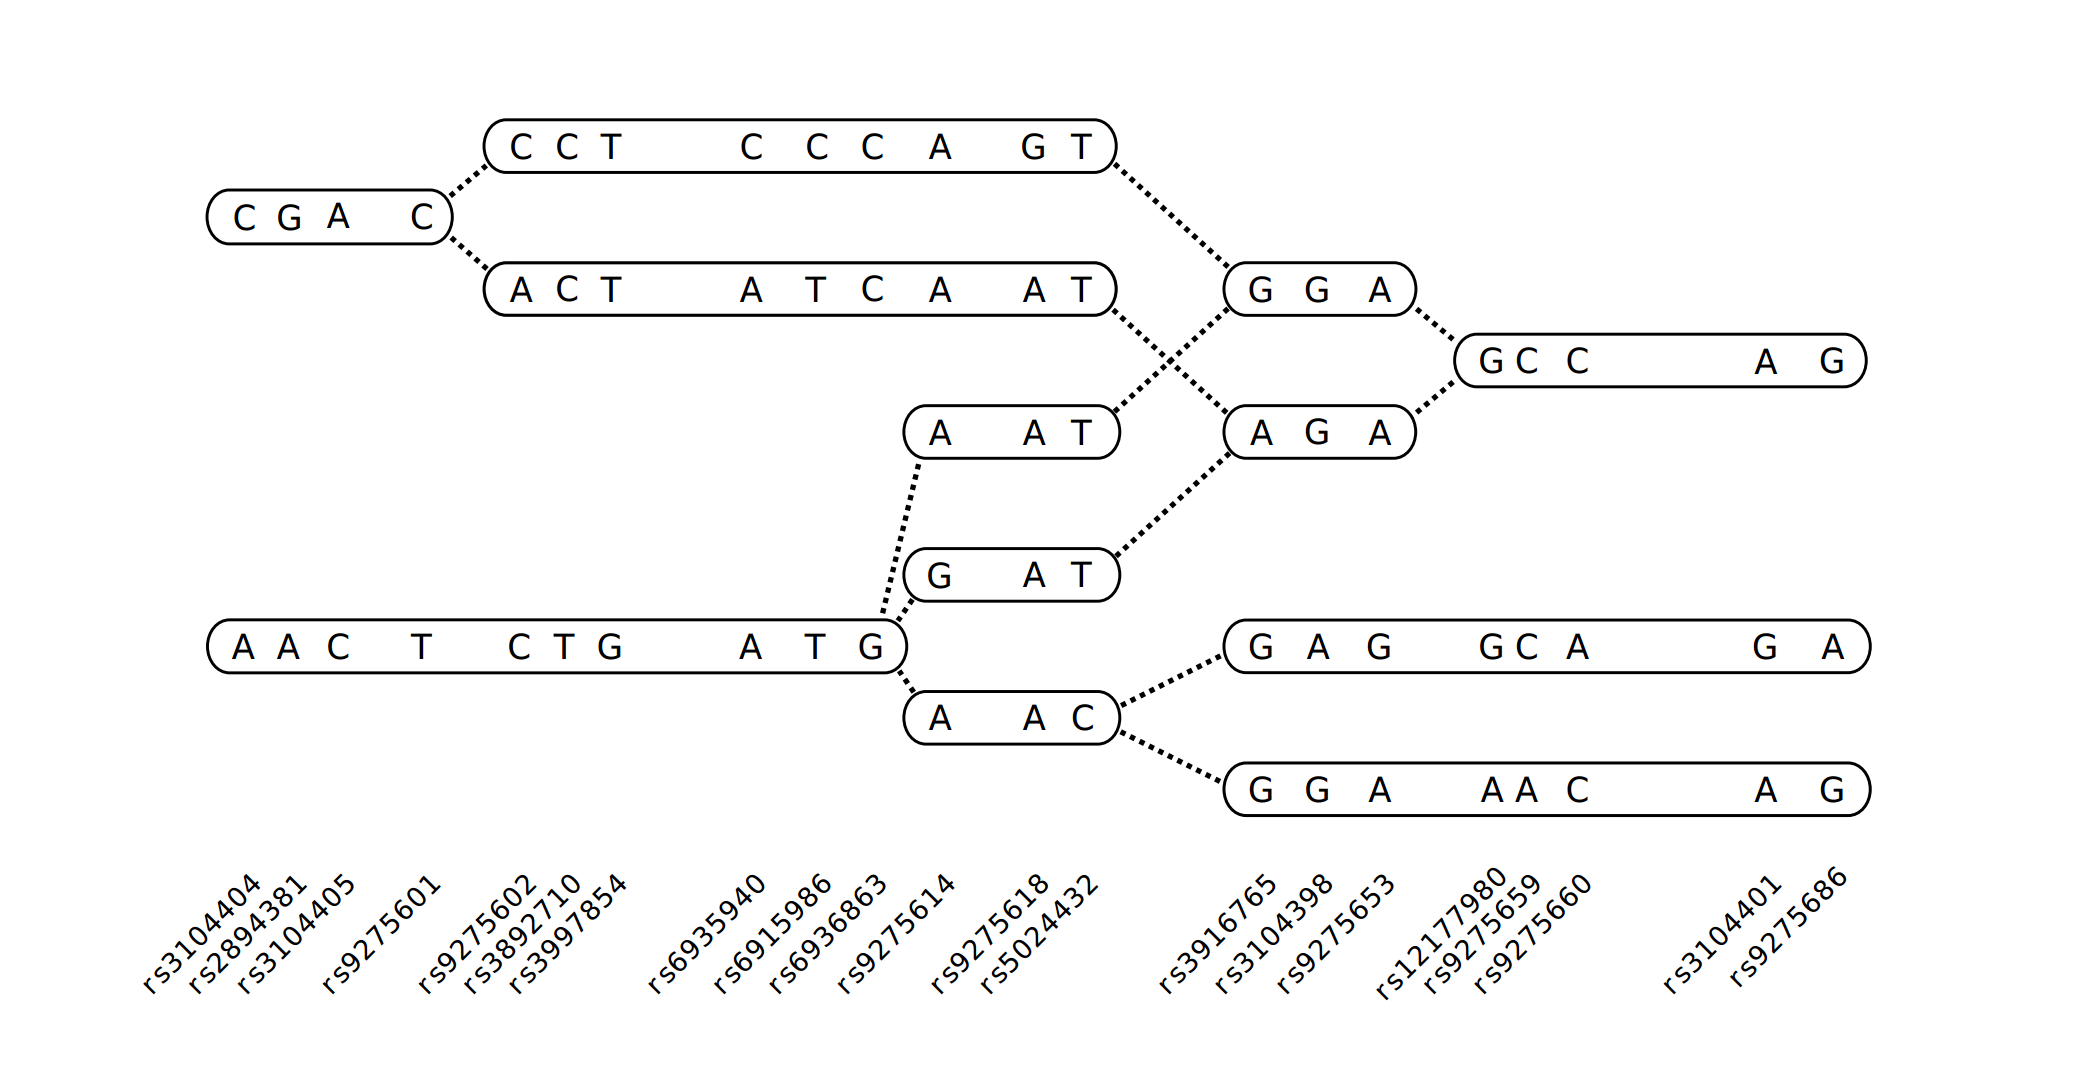 C C T C C C A G T
C G A C
A C T A T C A A T
G G A
G C C A G
A A T
A G A
G A T
A A C T C T G A T G
G A G G C A G A
A A C
G G A A A C A G
rs3104404
rs2894381
rs3104405
rs9275601
rs9275602
rs3892710
rs3997854
rs6935940
rs6915986
rs6936863
rs9275614
rs9275618
rs5024432
rs3916765
rs3104398
rs9275653
rs12177980
rs9275659
rs9275660
rs3104401
rs9275686